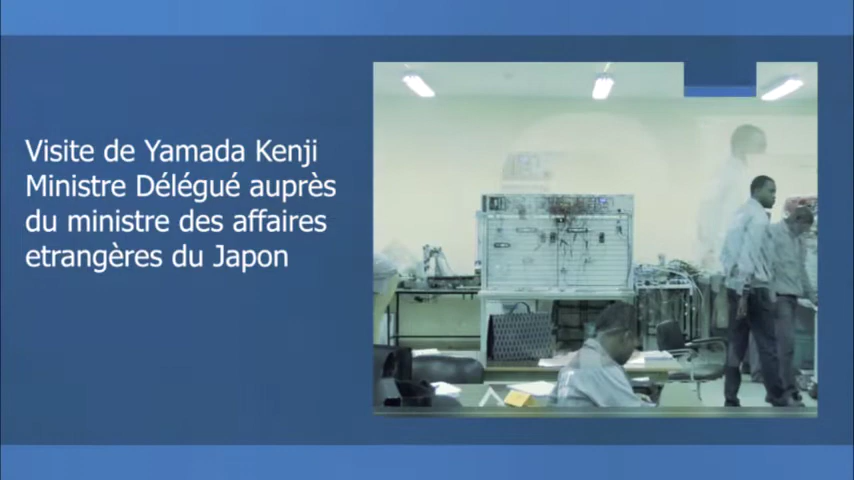 Visite de Yamada Kenji
Ministre Délégué auprès
du ministre des affaires
etrangères du Japon